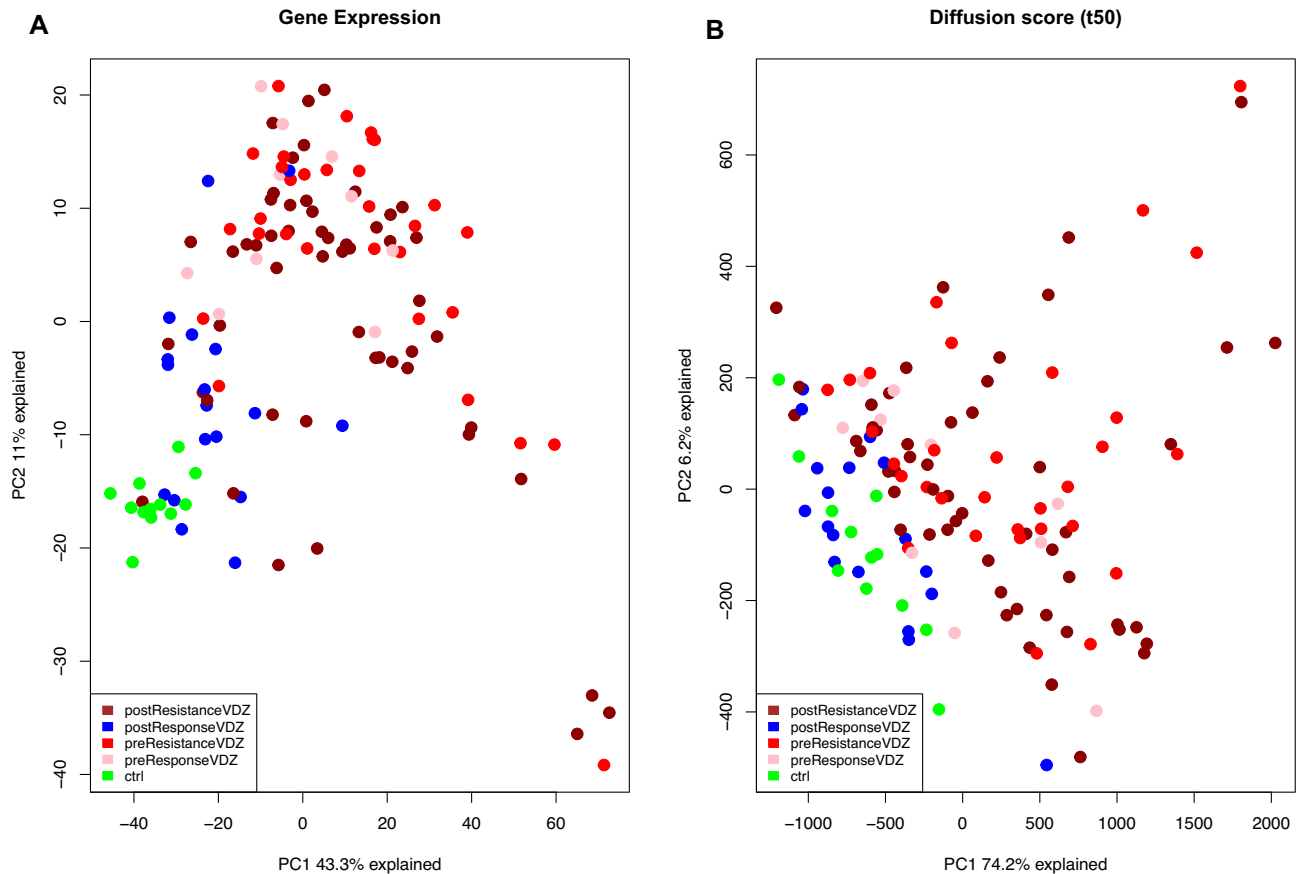 A
Gene Expression
PC2 11% explained
20
10
0
−10
−20
−30
−40
postResistanceVDZ
postResponseVDZ
preResistanceVDZ
preResponseVDZ
ctrl
−40 −20 0 20 40 60
PC1 43.3% explained
B
Diffusion score (t50)
PC2 6.2% explained
600
400
200
0
−200
−400
postResistanceVDZ
postResponseVDZ
preResistanceVDZ
preResponseVDZ
ctrl
−1000 −500 0 500 1000 1500 2000
PC1 74.2% explained